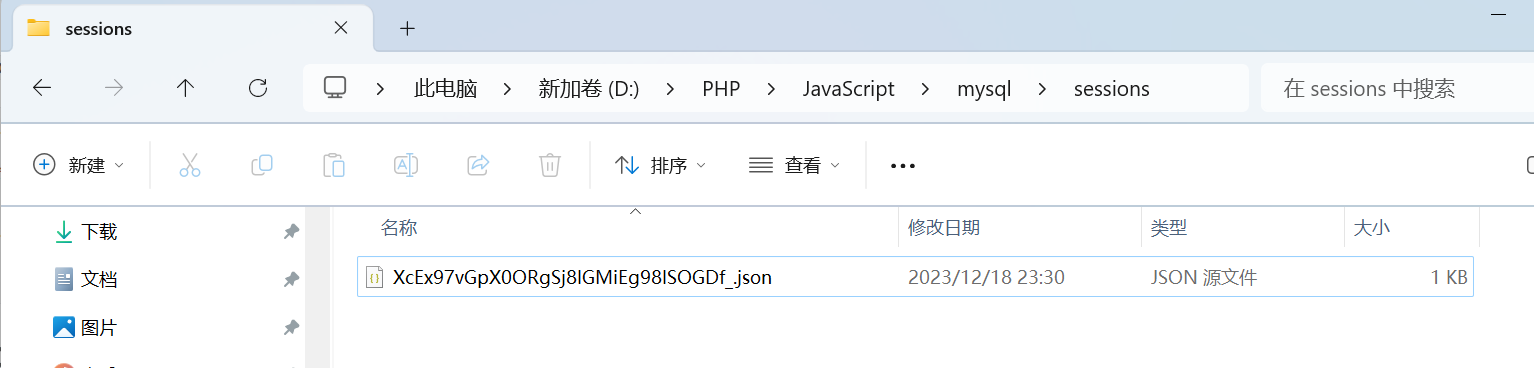 sessions
此电脑 新加卷 (D:) PHP JavaScript mysql sessions 在 sessions 中搜索
新建 排序 查看
名称 修改日期 类型 大小
下载
XcEx97vGpX0ORgSj8lGMiEg98lSOGDf_.json 2023/12/18 23:30 JSON 源文件 1 KB
文档
图片